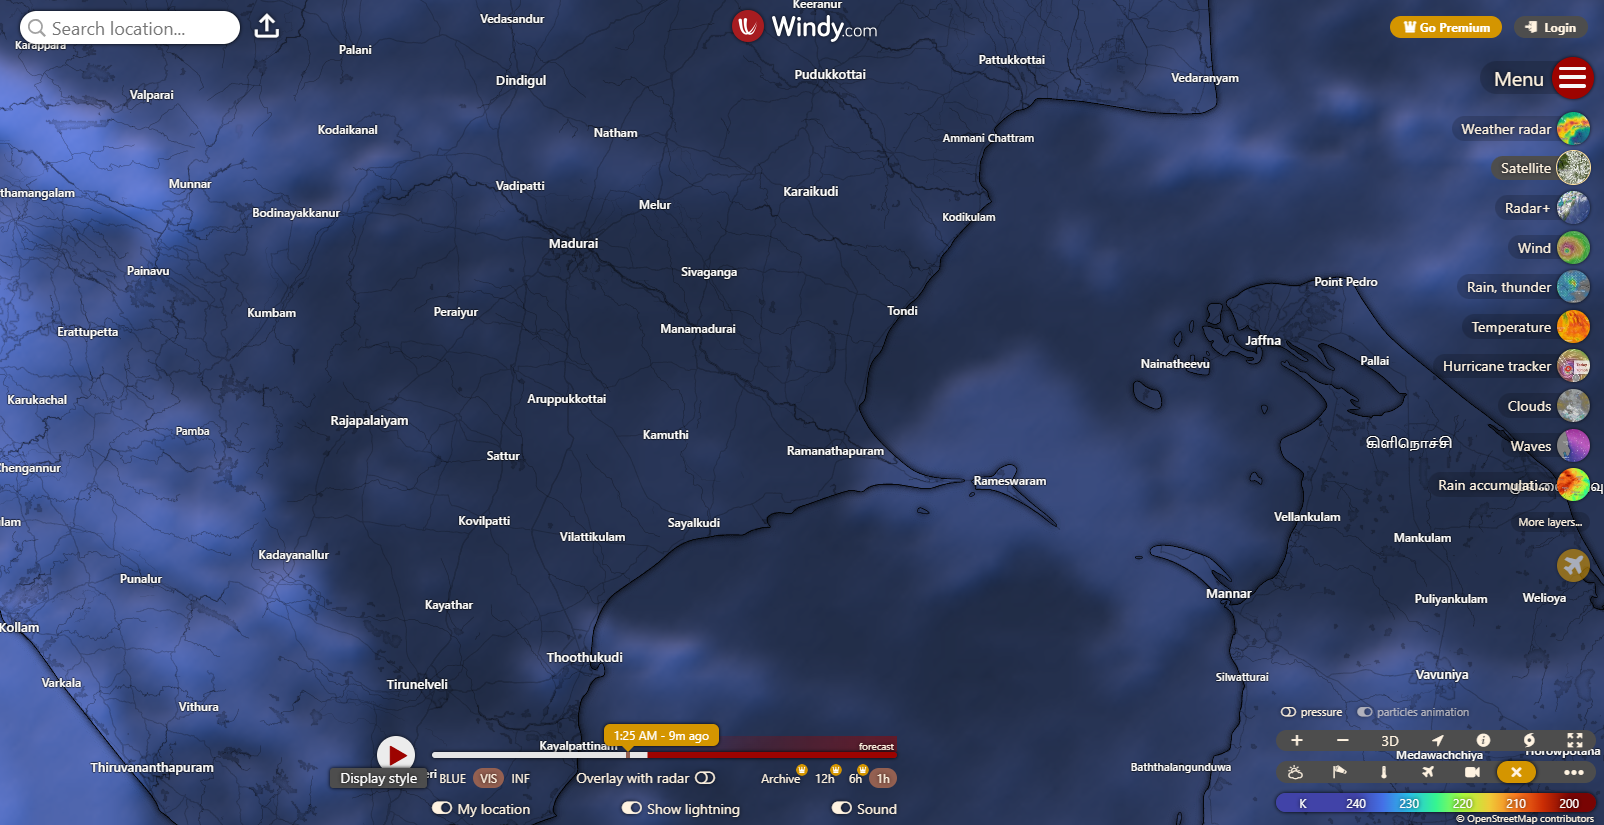 Search location...
Windy.com
Go Premium
Login
Menu
Weather radar
Satellite
Radar+
Wind
Rain, thunder
Temperature
Hurricane tracker
Clouds
Waves
Rain accumulati...
More layers...
Keeranur
Vedasandur
Karappara
Palani
Dindigul
Pudukkottai
Pattukkottai
Vedaranyam
Valparai
Kodaikanal
Natham
Ammani Chattram
thamangalam
Munnar
Vadipatti
Karaikudi
Bodinayakkanur
Melur
Kodikulam
Madurai
Painavu
Sivaganga
Point Pedro
Kumbam
Peraiyur
Tondi
Erattupetta
Manamadurai
Jaffna
Nainatheevu
Pallai
Karukachal
Aruppukkottai
Rajapalaiyam
Pamba
Kamuthi
கிளிநொச்சி
Sattur
Ramanathapuram
Chengannur
Rameswaram
lam
Kovilpatti
Sayalkudi
Vellankulam
Vilattikulam
Mankulam
Kadayanallur
Punalur
Mannar
Kayathar
Puliyankulam
Welioya
Kollam
Thoothukudi
Varkala
Tirunelveli
Silwatturai
Vavuniya
Vithura
Kayalpattinam
Thiruvananthapuram
Baththalangunduwa
Medawachchiya
Horowpotana
1:25 AM - 9m ago
forecast
Display style
eri
BLUE
VIS
INF
Overlay with radar
Archive
12h
6h
1h
My location
Show lightning
Sound
pressure
particles animation
+
−
3D
K
240
230
220
210
200
© OpenStreetMap contributors